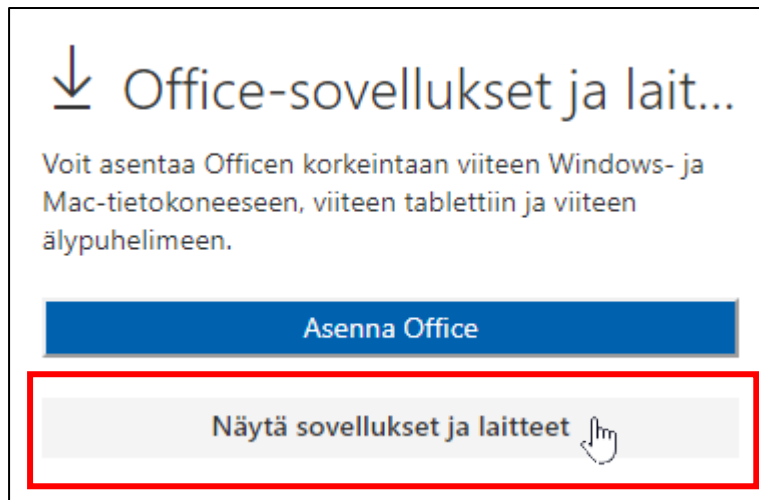 Office-sovellukset ja lait...
Voit asentaa Officen korkeintaan viiteen Windows- ja
Mac-tietokoneeseen, viiteen tablettiin ja viiteen
älypuhelimeen.
Asenna Office
Näytä sovellukset ja laitteet